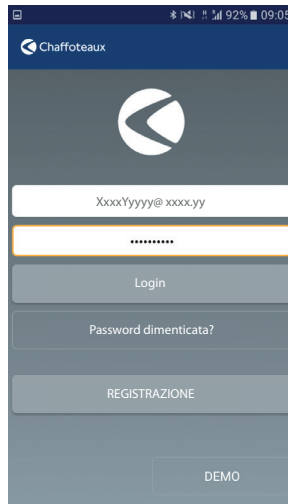 92% 09:05
Chaffoteaux
XxxxYyyyy@ xxxx.yy
••••••••••
Login
Password dimenticata?
REGISTRAZIONE
DEMO